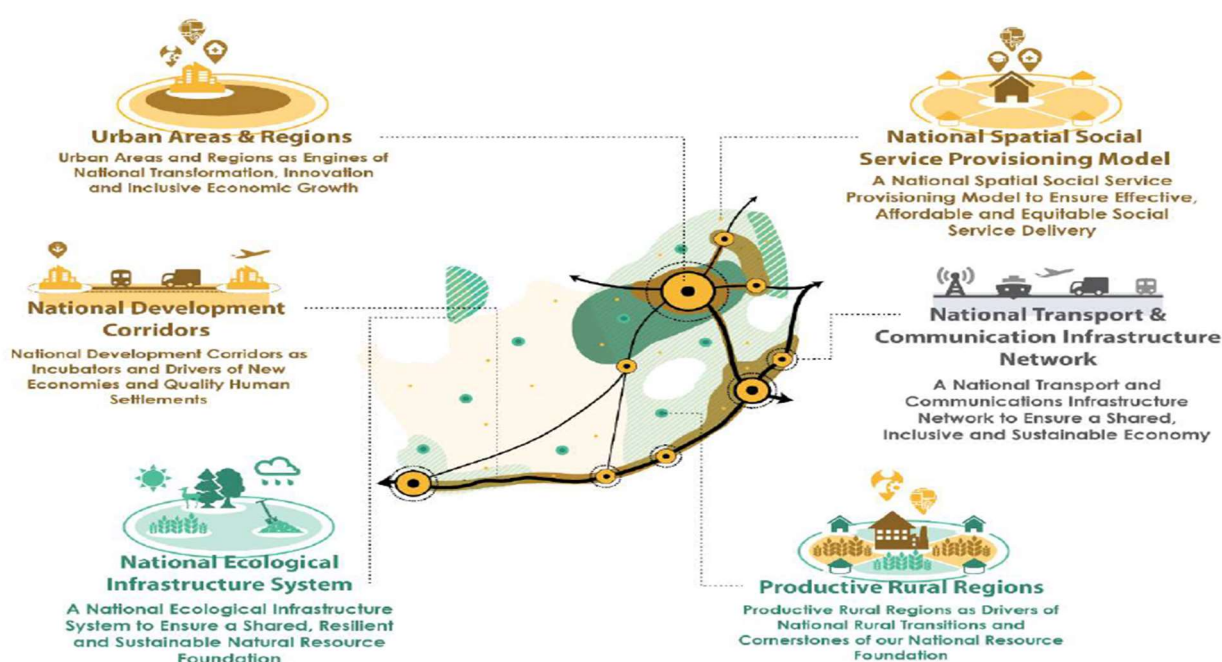 Urban Areas & Regions
Urban Areas and Regions as Engines of
National Transformation, Innovation
and Inclusive Economic Growth
National Spatial Social
Service Provisioning Model
A National Spatial Social Service
Provisioning Model to Ensure Effective,
Affordable and Equitable Social
Service Delivery
National Development
Corridors
National Development Corridors as
Incubators and Drivers of New
Economies and Quality Human
Settlements
National Transport &
Communication Infrastructure
Network
A National Transport and
Communications Infrastructure
Network to Ensure a Shared,
Inclusive and Sustainable Economy
National Ecological
Infrastructure System
A National Ecological Infrastructure
System to Ensure a Shared, Resilient
and Sustainable Natural Resource
Foundation
Productive Rural Regions
Productive Rural Regions as Drivers of
National Rural Transitions and
Cornerstones of our National Resource
Foundation